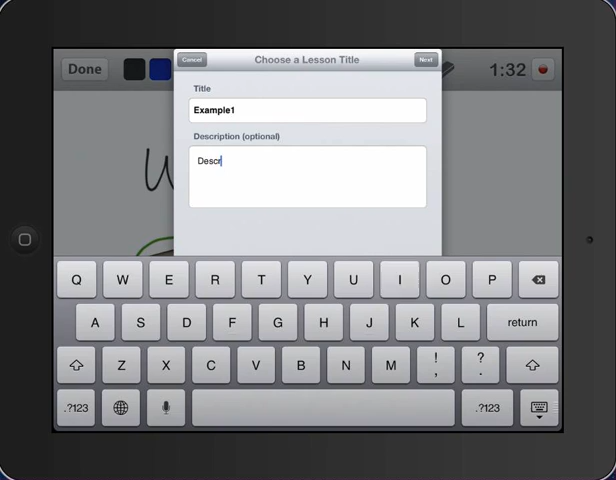 Done
Cancel
Choose a Lesson Title
Next
1:32
Title
Example1
Description (optional)
Descr
Q W E R T Y U I O P
A S D F G H J K L return
Z X C V B N M ! , ? .
.?123 .?123